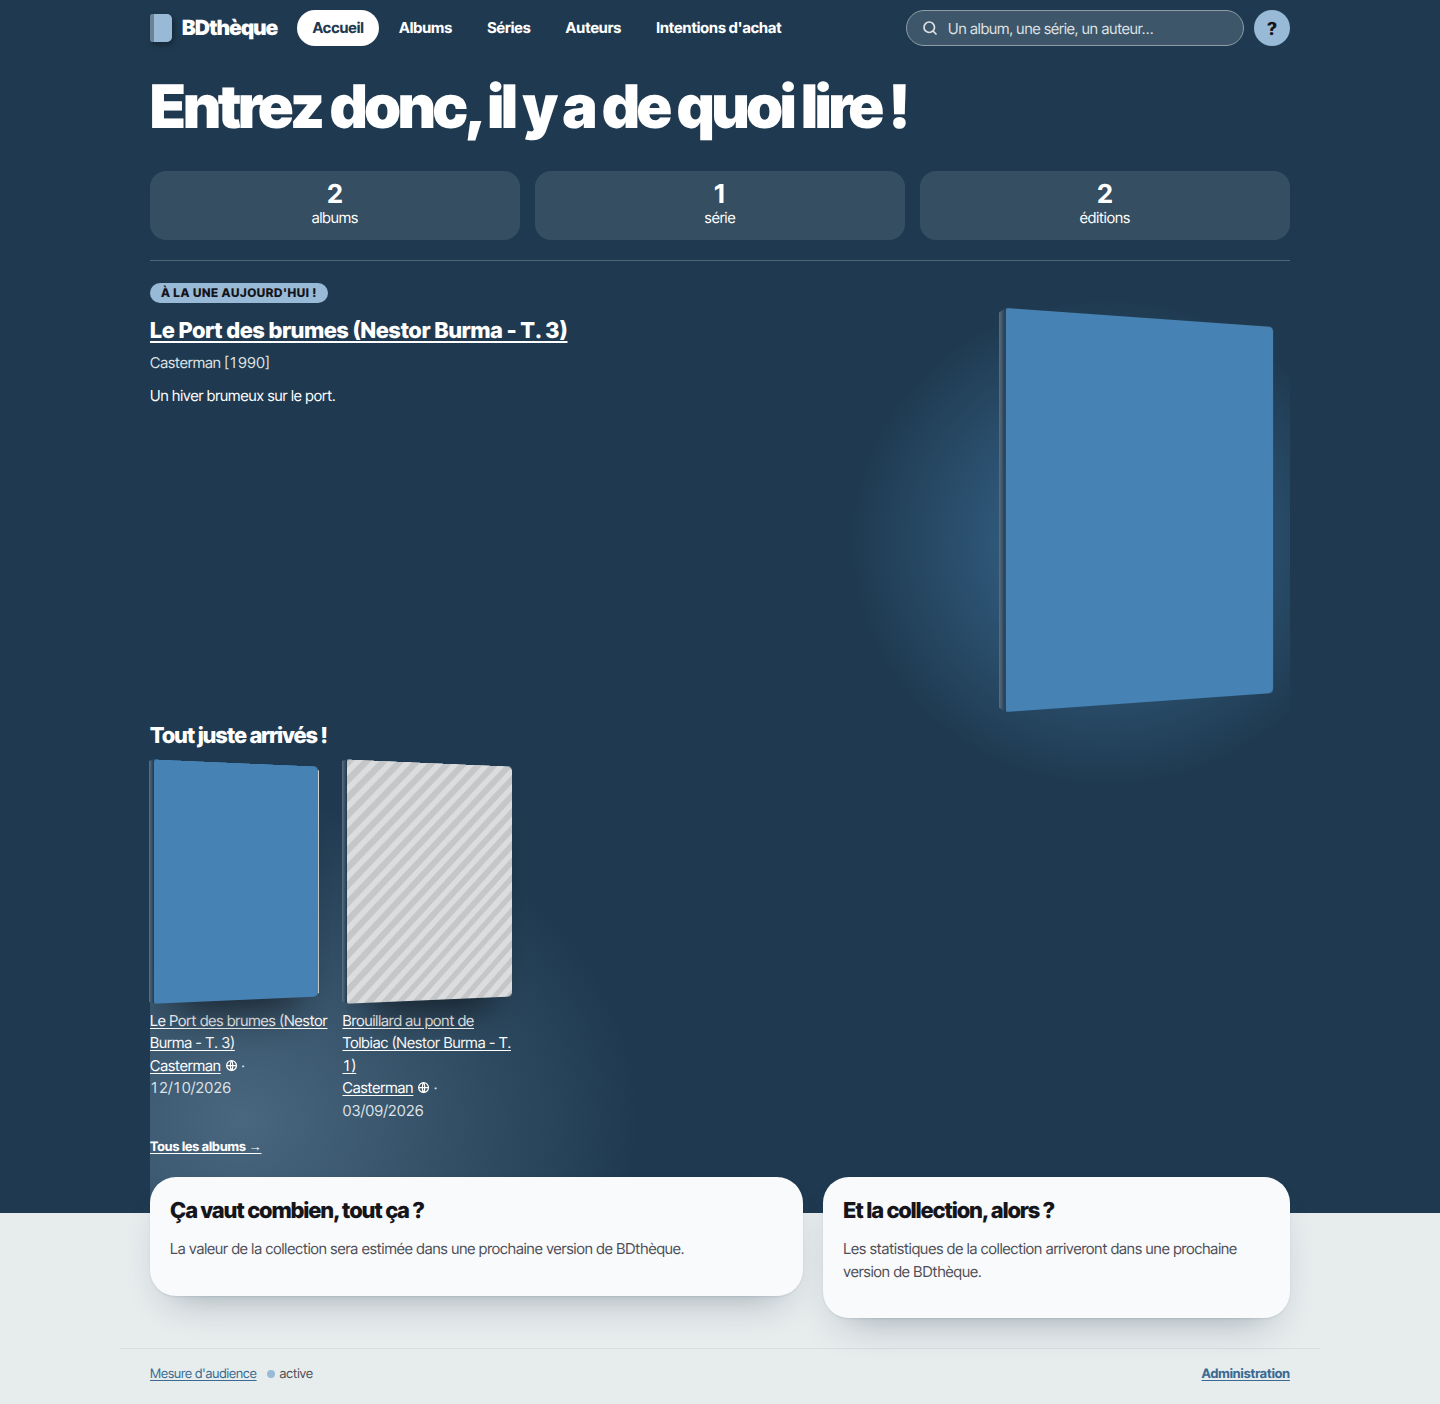 BDthèque
Accueil
Albums
Séries
Auteurs
Intentions d'achat
Un album, une série, un auteur...
?
Entrez donc, il y a de quoi lire !
2
albums
1
série
2
éditions
À LA UNE AUJOURD'HUI !
Le Port des brumes (Nestor Burma - T. 3)
Casterman [1990]
Un hiver brumeux sur le port.
Tout juste arrivés !
Le Port des brumes (Nestor
Burma - T. 3)
Casterman ·
12/10/2026
Brouillard au pont de
Tolbiac (Nestor Burma - T.
1)
Casterman ·
03/09/2026
Tous les albums →
Ça vaut combien, tout ça ?
La valeur de la collection sera estimée dans une prochaine version de BDthèque.
Et la collection, alors ?
Les statistiques de la collection arriveront dans une prochaine
version de BDthèque.
Mesure d'audience
active
Administration